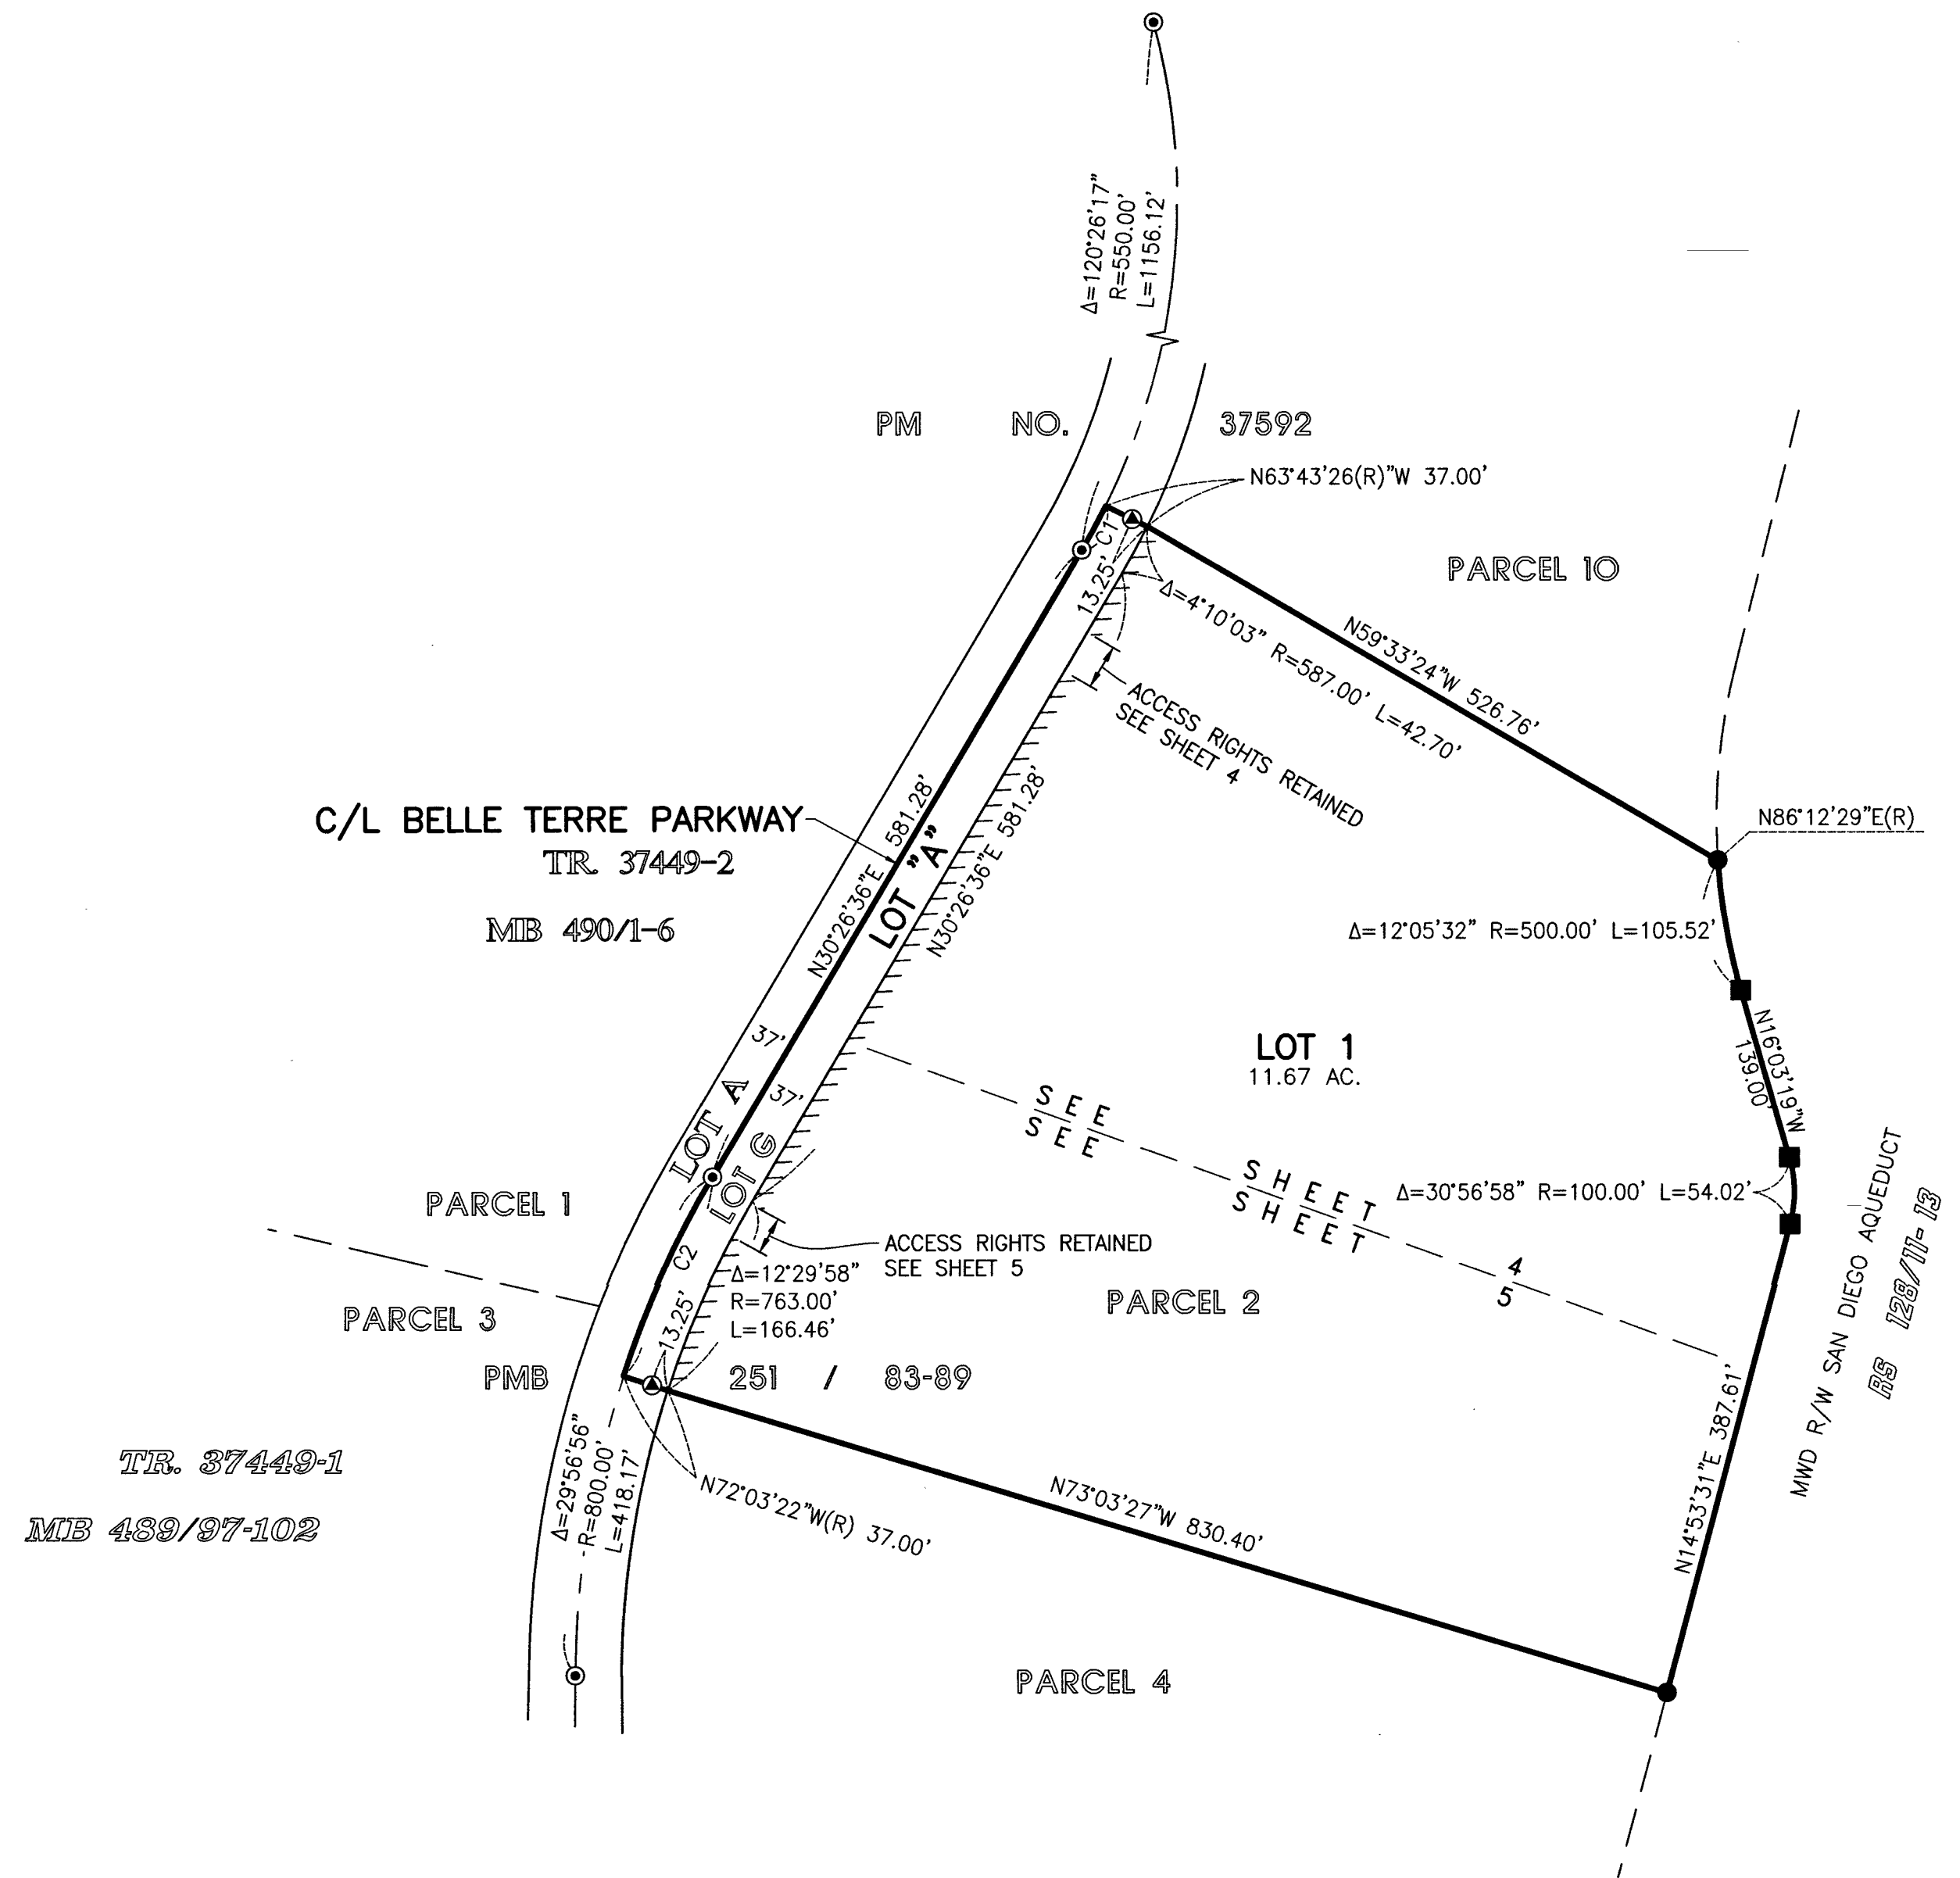 Δ=120°26'17"
R=550.00'
L=1156.12'
PM NO. 37592
N63°43'26(R)"W 37.00'
C1
13.25'
PARCEL 10
Δ=4°10'03" R=587.00' L=42.70'
N59°33'24"W 526.76'
ACCESS RIGHTS RETAINED
SEE SHEET 4
C/L BELLE TERRE PARKWAY
TR. 37449-2
MB 490/1-6
N30°26'36"E 581.28'
LOT "A"
N30°26'36"E 581.28'
N86°12'29"E(R)
Δ=12°05'32" R=500.00' L=105.52'
N16°03'19"W
139.00'
LOT 1
11.67 AC.
37'
37'
LOT A
LOT G
SEE SHEET 4
SEE SHEET 5
Δ=30°56'58" R=100.00' L=54.02'
MWD R/W SAN DIEGO AQUEDUCT
RS 128/11-13
PARCEL 1
C2
ACCESS RIGHTS RETAINED
SEE SHEET 5
Δ=12°29'58"
R=763.00'
L=166.46'
13.25'
PARCEL 2
PARCEL 3
PMB 251 / 83-89
N14°53'31"E 387.61'
TR. 37449-1
MB 489/97-102
Δ=29°56'56"
R=800.00'
L=418.17'
N72°03'22"W(R) 37.00'
N73°03'27"W 830.40'
PARCEL 4